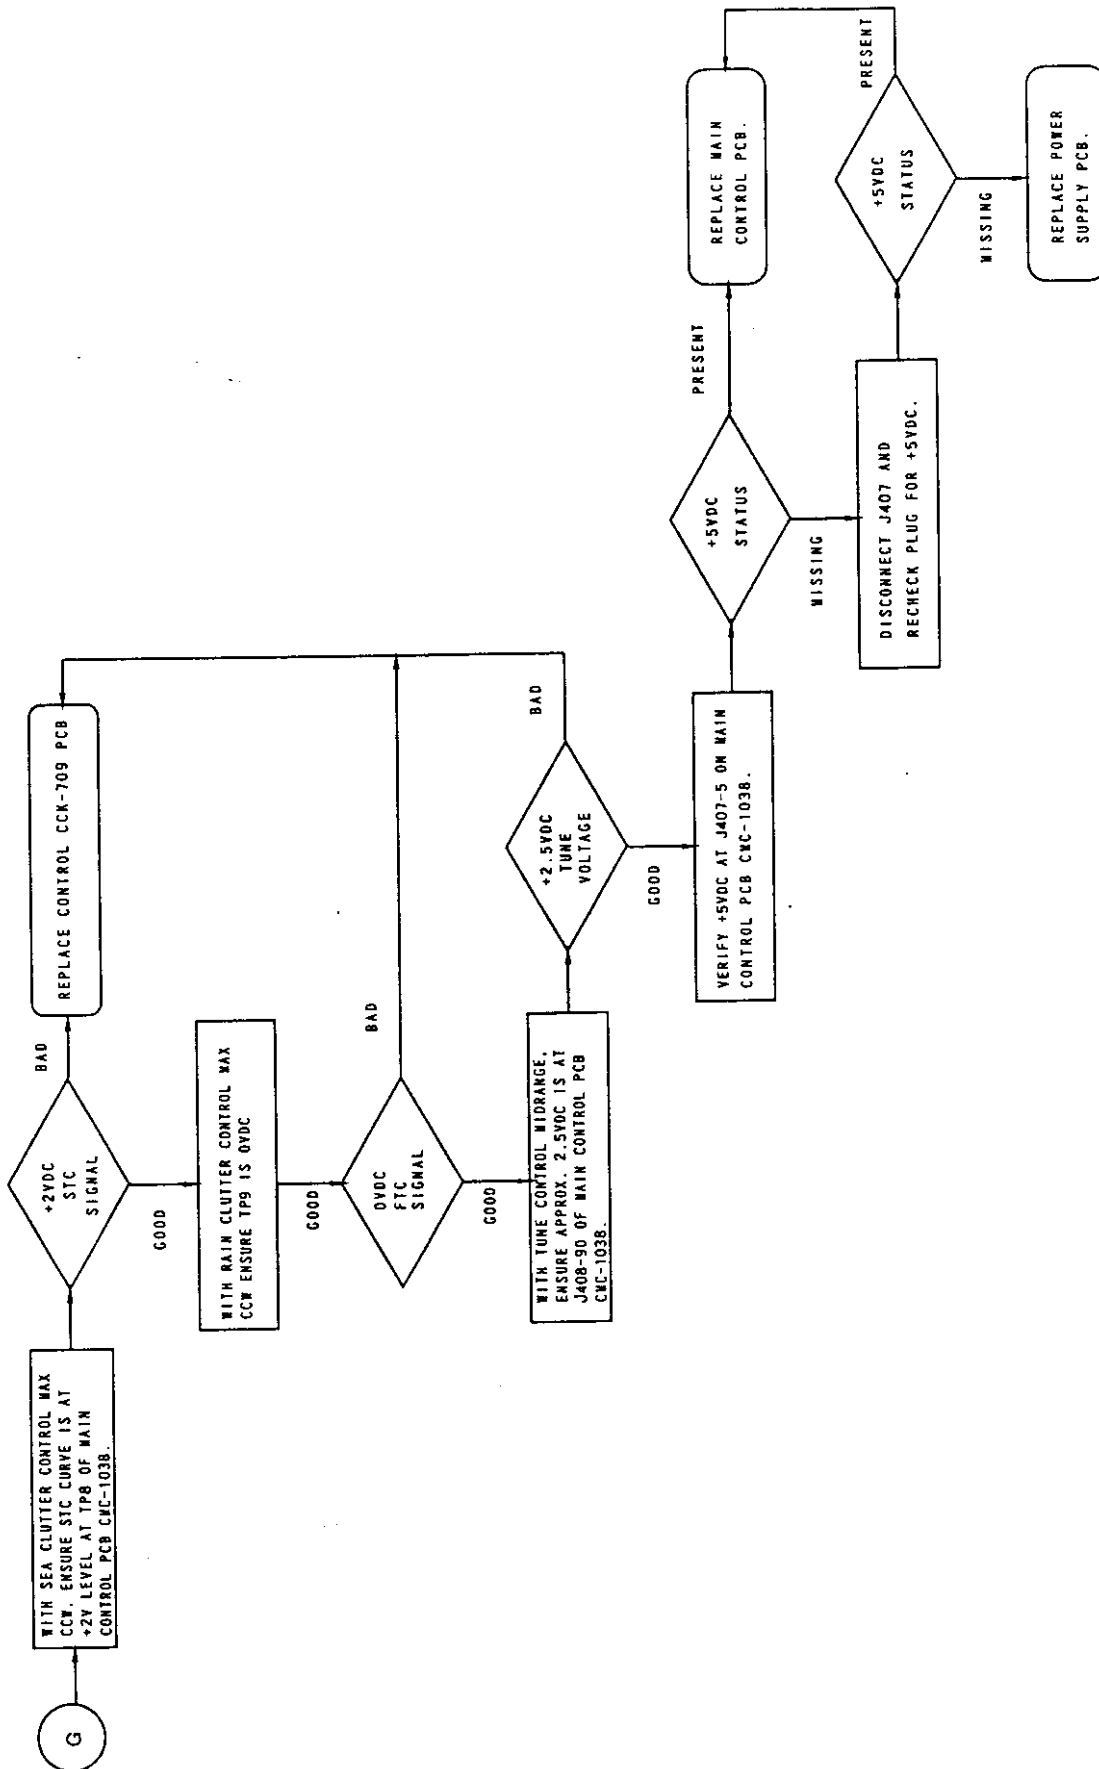 G
WITH SEA CLUTTER CONTROL MAX
CCW, ENSURE STC CURVE IS AT
+2V LEVEL AT TP8 OF MAIN
CONTROL PCB CMC-1038.
+2VDC
STC
SIGNAL
BAD
REPLACE CONTROL CCK-709 PCB
GOOD
WITH RAIN CLUTTER CONTROL MAX
CCW ENSURE TP9 IS 0VDC
GOOD
0VDC
FTC
SIGNAL
BAD
GOOD
WITH TUNE CONTROL MIDRANGE,
ENSURE APPROX. 2.5VDC IS AT
J408-90 OF MAIN CONTROL PCB
CMC-1038.
+2.5VDC
TUNE
VOLTAGE
BAD
GOOD
VERIFY +5VDC AT J407-5 ON MAIN
CONTROL PCB CMC-1038.
+5VDC
STATUS
PRESENT
REPLACE MAIN
CONTROL PCB.
MISSING
DISCONNECT J407 AND
RECHECK PLUG FOR +5VDC.
+5VDC
STATUS
PRESENT
MISSING
REPLACE POWER
SUPPLY PCB.